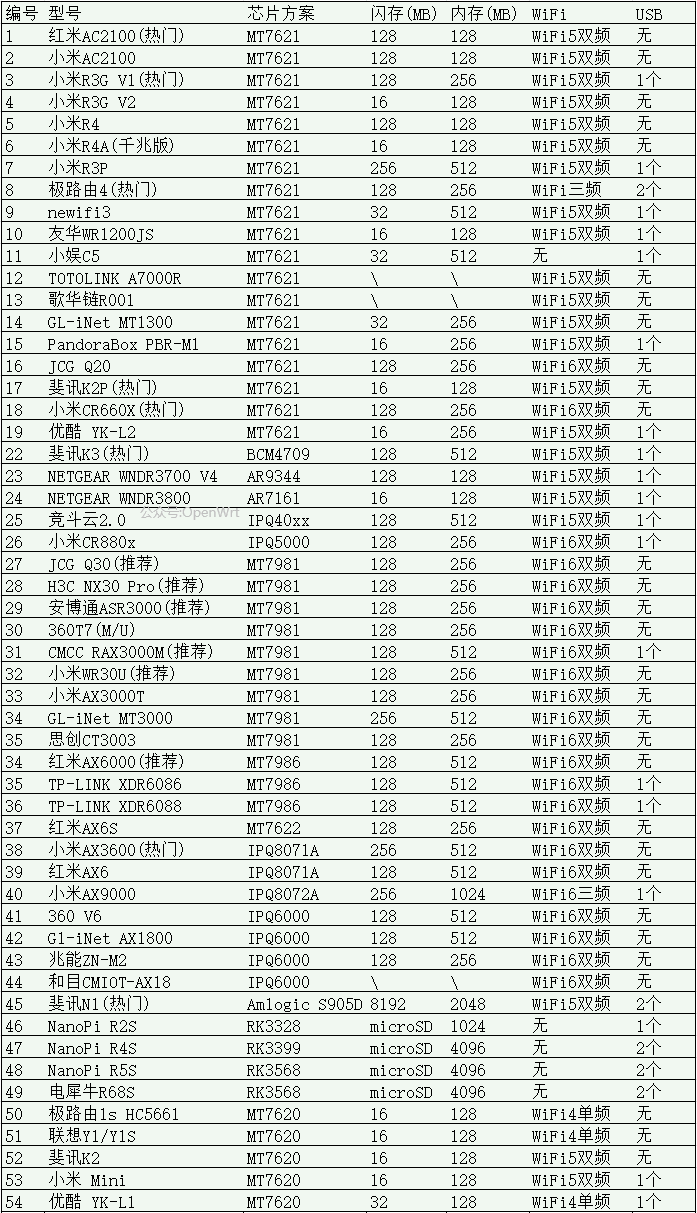 编号 型号 芯片方案 闪存(MB) 内存(MB) WiFi USB
1 红米AC2100(热门) MT7621 128 128 WiFi5双频 无
2 小米AC2100 MT7621 128 128 WiFi5双频 无
3 小米R3G V1(热门) MT7621 128 256 WiFi5双频 1个
4 小米R3G V2 MT7621 16 128 WiFi5双频 无
5 小米R4 MT7621 128 128 WiFi5双频 无
6 小米R4A(千兆版) MT7621 16 128 WiFi5双频 无
7 小米R3P MT7621 256 512 WiFi5双频 1个
8 极路由4(热门) MT7621 128 256 WiFi三频 2个
9 newifi3 MT7621 32 512 WiFi5双频 1个
10 友华WR1200JS MT7621 16 128 WiFi5双频 1个
11 小娱C5 MT7621 32 512 无 1个
12 TOTOLINK A7000R MT7621 \ \ WiFi5双频 无
13 歌华链R001 MT7621 \ \ WiFi5双频 无
14 GL-iNet MT1300 MT7621 32 256 WiFi5双频 无
15 PandoraBox PBR-M1 MT7621 16 256 WiFi5双频 1个
16 JCG Q20 MT7621 128 256 WiFi6双频 无
17 斐讯K2P(热门) MT7621 16 128 WiFi5双频 无
18 小米CR660X(热门) MT7621 128 256 WiFi6双频 无
19 优酷 YK-L2 MT7621 16 256 WiFi5双频 1个
22 斐讯K3(热门) BCM4709 128 512 WiFi5双频 1个
23 NETGEAR WNDR3700 V4 AR9344 128 128 WiFi5双频 1个
24 NETGEAR WNDR3800 AR7161 16 128 WiFi5双频 1个
25 竞斗云2.0 IPQ40xx 128 512 WiFi5双频 1个
公众号:OpenWrt
26 小米CR880x IPQ5000 128 256 WiFi6双频 1个
27 JCG Q30(推荐) MT7981 128 256 WiFi6双频 无
28 H3C NX30 Pro(推荐) MT7981 128 256 WiFi6双频 无
29 安博通ASR3000(推荐) MT7981 128 256 WiFi6双频 无
30 360T7(M/U) MT7981 128 256 WiFi6双频 无
31 CMCC RAX3000M(推荐) MT7981 128 512 WiFi6双频 1个
32 小米WR30U(推荐) MT7981 128 256 WiFi6双频 无
33 小米AX3000T MT7981 128 256 WiFi6双频 无
34 GL-iNet MT3000 MT7981 256 512 WiFi6双频 1个
35 思创CT3003 MT7981 128 256 WiFi6双频 无
34 红米AX6000(推荐) MT7986 128 512 WiFi6双频 无
35 TP-LINK XDR6086 MT7986 128 512 WiFi6双频 1个
36 TP-LINK XDR6088 MT7986 128 512 WiFi6双频 1个
37 红米AX6S MT7622 128 256 WiFi6双频 无
38 小米AX3600(热门) IPQ8071A 256 512 WiFi6双频 无
39 红米AX6 IPQ8071A 128 512 WiFi6双频 无
40 小米AX9000 IPQ8072A 256 1024 WiFi6三频 1个
41 360 V6 IPQ6000 128 512 WiFi6双频 无
42 Gl-iNet AX1800 IPQ6000 128 512 WiFi6双频 无
43 兆能ZN-M2 IPQ6000 128 256 WiFi6双频 无
44 和目CMIOT-AX18 IPQ6000 \ \ WiFi6双频 无
45 斐讯N1(热门) Amlogic S905D 8192 2048 WiFi5双频 2个
46 NanoPi R2S RK3328 microSD 1024 无 1个
47 NanoPi R4S RK3399 microSD 4096 无 2个
48 NanoPi R5S RK3568 microSD 4096 无 2个
49 电犀牛R68S RK3568 microSD 4096 无 2个
50 极路由1s HC5661 MT7620 16 128 WiFi4单频 无
51 联想Y1/Y1S MT7620 16 128 WiFi4单频 无
52 斐讯K2 MT7620 16 128 WiFi5双频 无
53 小米 Mini MT7620 16 128 WiFi5双频 1个
54 优酷 YK-L1 MT7620 32 128 WiFi4单频 1个